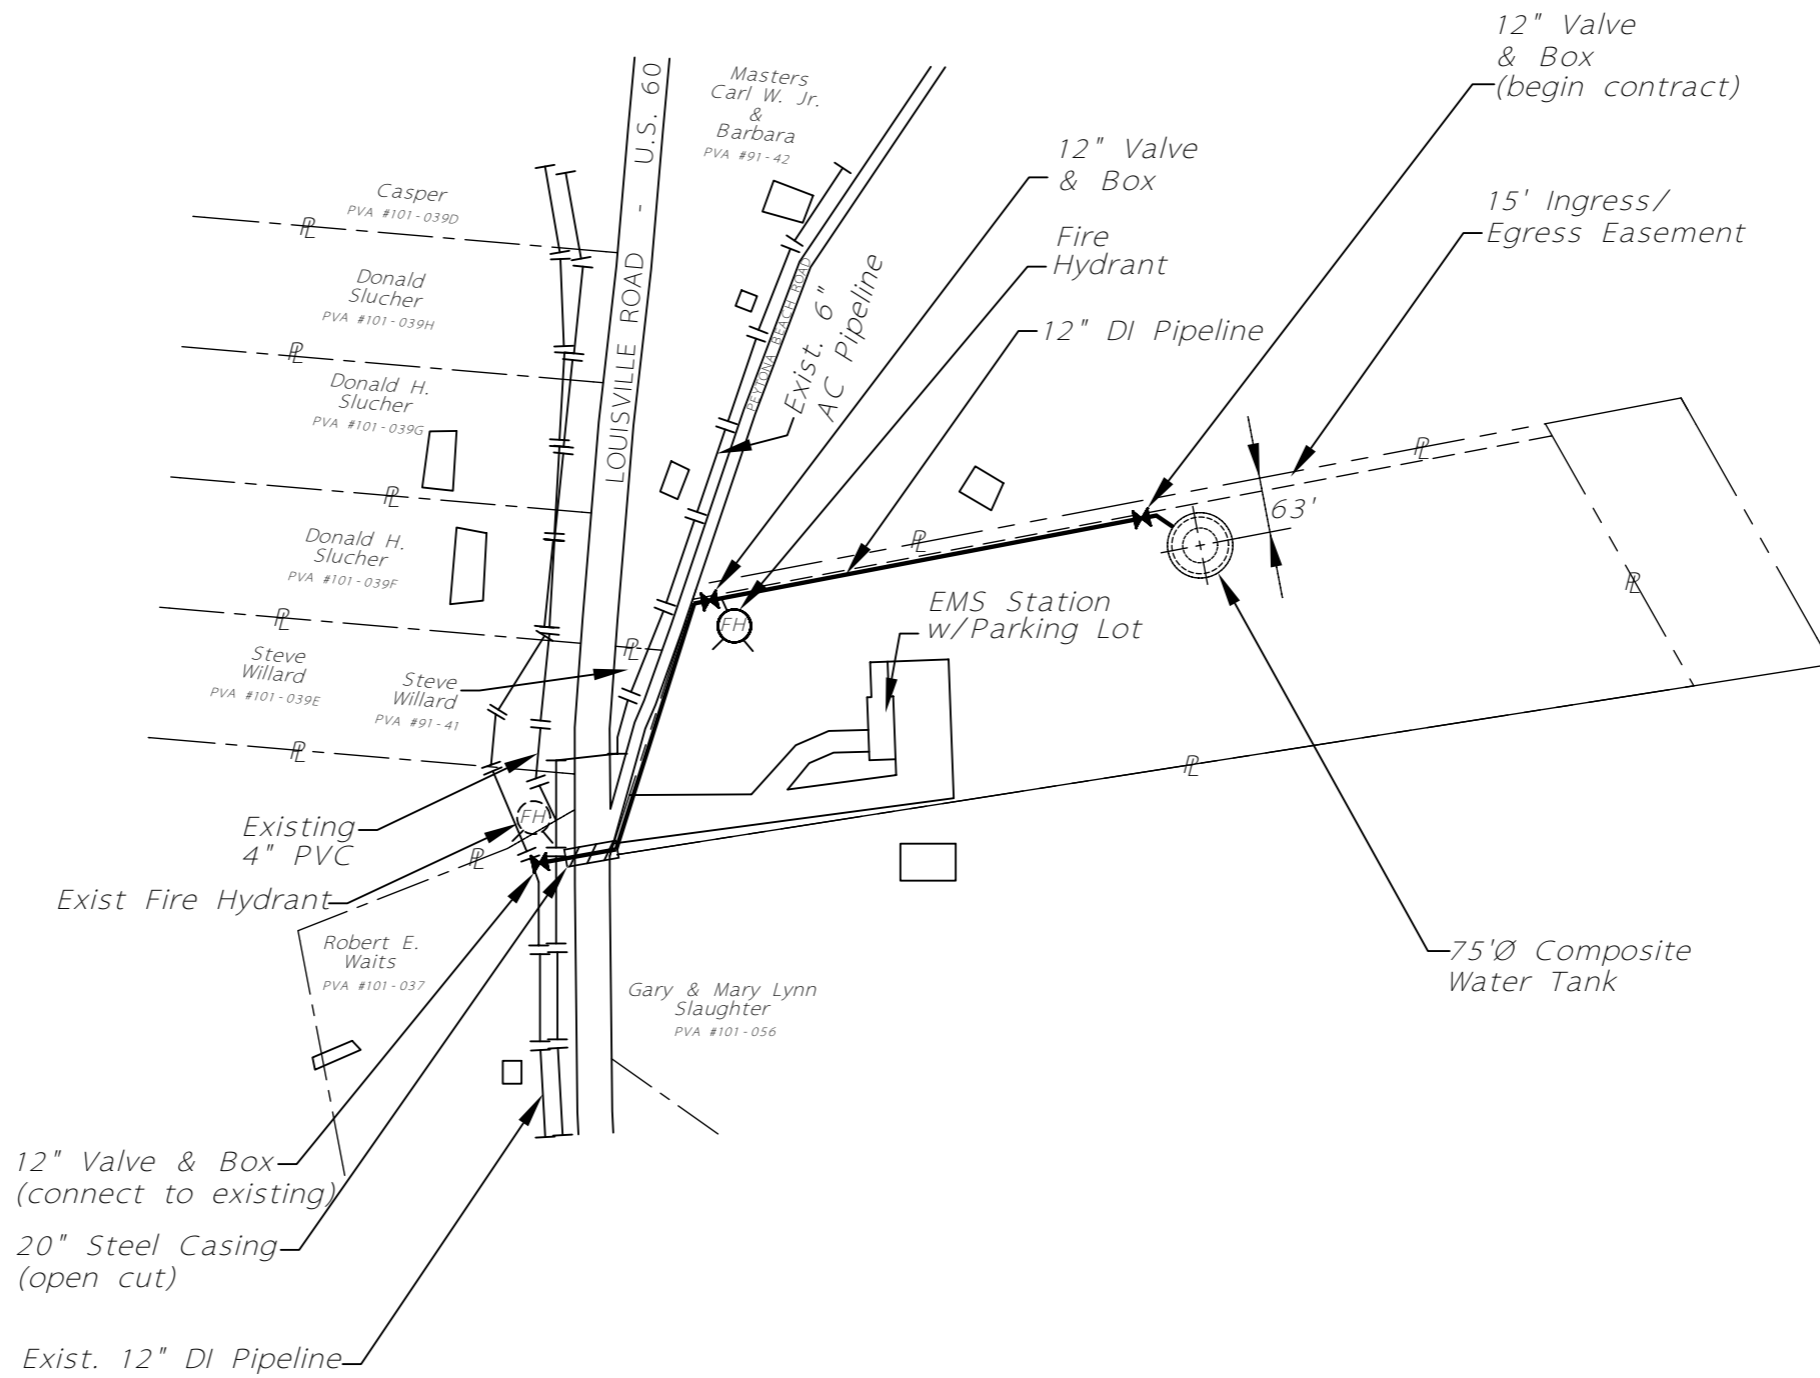 12" Valve
& Box
(begin contract)
Masters
Carl W. Jr.
&
Barbara
PVA #91-42
LOUISVILLE ROAD - U.S. 60
12" Valve
& Box
15' Ingress/
Egress Easement
Casper
PVA #101-039D
℄
Fire
Hydrant
Donald
Slucher
PVA #101-039H
PEYTONA BEACH ROAD
Exist. 6"
AC Pipeline
12" DI Pipeline
℄
Donald H.
Slucher
PVA #101-039G
℄
℄
63'
Donald H.
Slucher
PVA #101-039F
℄
℄
EMS Station
w/Parking Lot
℄
FH
℄
Steve
Willard
PVA #101-039E
Steve
Willard
PVA #91-41
℄
℄
Existing
4" PVC
FH
℄
Exist Fire Hydrant
Robert E.
Waits
PVA #101-037
75'Ø Composite
Water Tank
Gary & Mary Lynn
Slaughter
PVA #101-056
12" Valve & Box
(connect to existing)
20" Steel Casing
(open cut)
Exist. 12" DI Pipeline